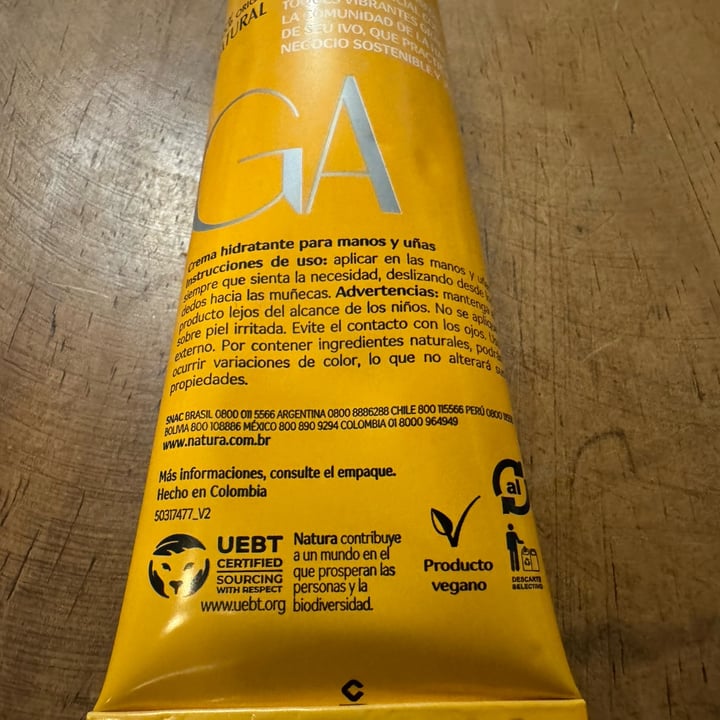 NATURAL
TOQUES VIBRANTES
LA COMUNIDAD DE LA
DE SEU IVO, QUE
NEGOCIO SOSTENIBLE Y
GA
Crema hidratante para manos y uñas
Instrucciones de uso: aplicar en las manos y
siempre que sienta la necesidad, deslizando desde
dedos hacia las muñecas. Advertencias: mantenga
producto lejos del alcance de los niños. No se
sobre piel irritada. Evite el contacto con los ojos.
externo. Por contener ingredientes naturales,
ocurrir variaciones de color, lo que no alterará
propiedades.
SNAC BRASIL 0800 011 5566 ARGENTINA 0800 8886288 CHILE 800 115566 PERÚ 0800
BOLIVIA 800 108886 MÉXICO 800 890 9294 COLOMBIA 01 8000 964949
www.natura.com.br
Más informaciones, consulte el empaque.
Hecho en Colombia
50317477_V2
UEBT
CERTIFIED
SOURCING
WITH RESPECT
www.uebt.org
Natura contribuye
a un mundo en el
que prosperan las
personas y la
biodiversidad.
Producto
vegano
al
DESCARTE
SELECTIVO
C